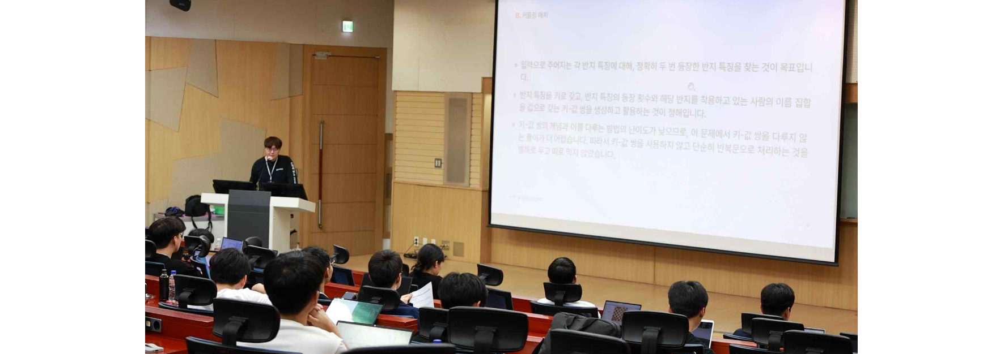 B. 커플링 매치
입력으로 주어지는 각 반지 특징에 대해, 정확히 두 번 등장한 반지 특징을 찾는 것이 목표입니
다.
반지 특징을 키로 갖고, 반지 특징의 등장 횟수와 해당 반지를 착용하고 있는 사람의 이름 집합
을 값으로 갖는 키-값 쌍을 생성하고 활용하는 것이 정해입니다.
키-값 쌍의 개념과 이를 다루는 방법의 난이도가 낮으므로, 이 문제에서 키-값 쌍을 다루지 않
는 풀이가 더 어렵습니다. 따라서 키-값 쌍을 사용하지 않고 단순히 반복문으로 처리하는 것을
별해로 두고 따로 막지 않았습니다.